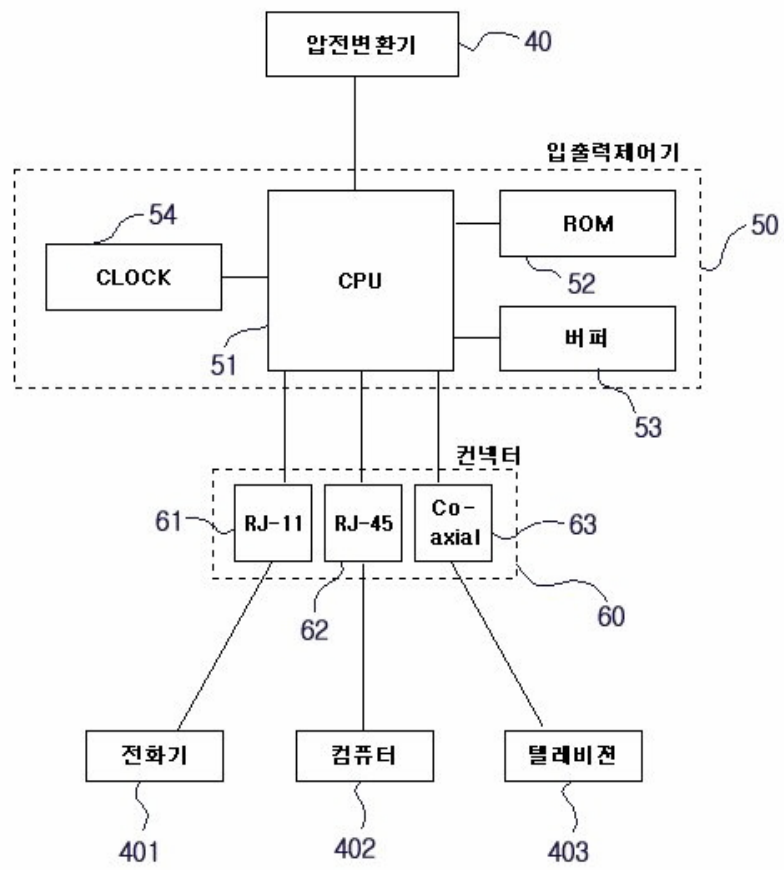 압전변환기
40
입출력제어기
54
CLOCK
CPU
ROM
50
52
51
버퍼
53
컨넥터
61
RJ-11
RJ-45
Co-
axial
63
62
60
전화기
컴퓨터
텔레비젼
401
402
403